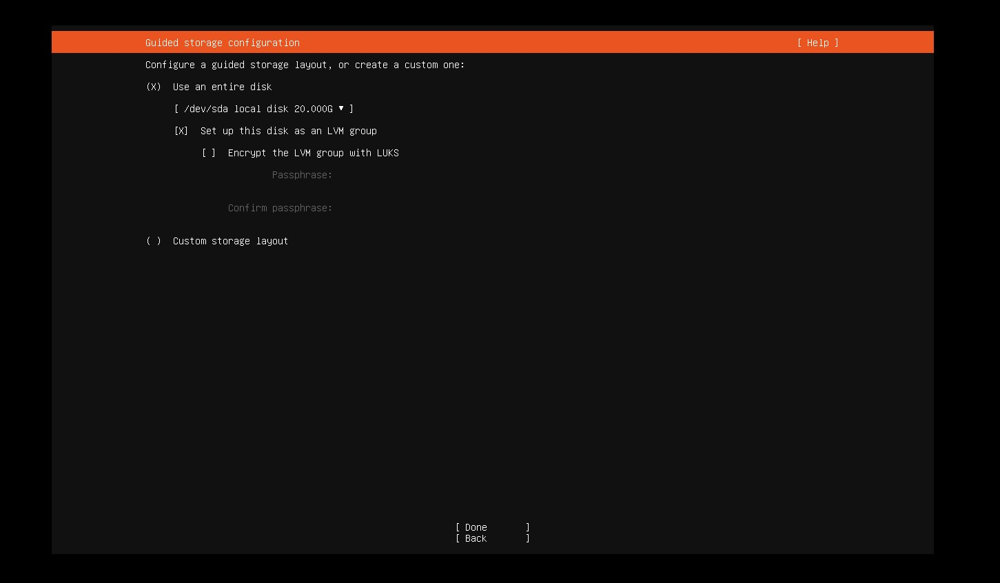 Guided storage configuration [ Help ]
Configure a guided storage layout, or create a custom one:
(X) Use an entire disk
[ /dev/sda local disk 20.000G ▾ ]
[X] Set up this disk as an LVM group
[ ] Encrypt the LVM group with LUKS
Passphrase:
Confirm passphrase:
( ) Custom storage layout
[ Done ]
[ Back ]